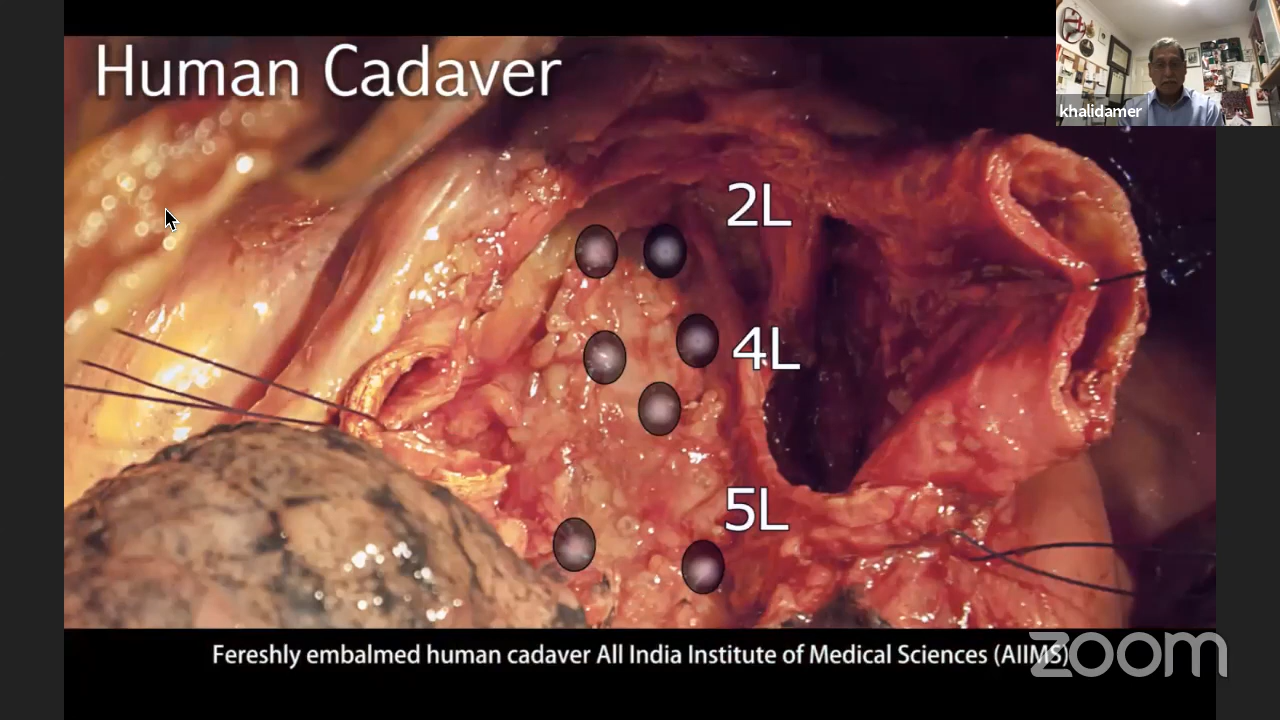 Human Cadaver
khalidamer
2L
4L
5L
Fereshly embalmed human cadaver All India Institute of Medical Sciences (AIIMS)
zoom